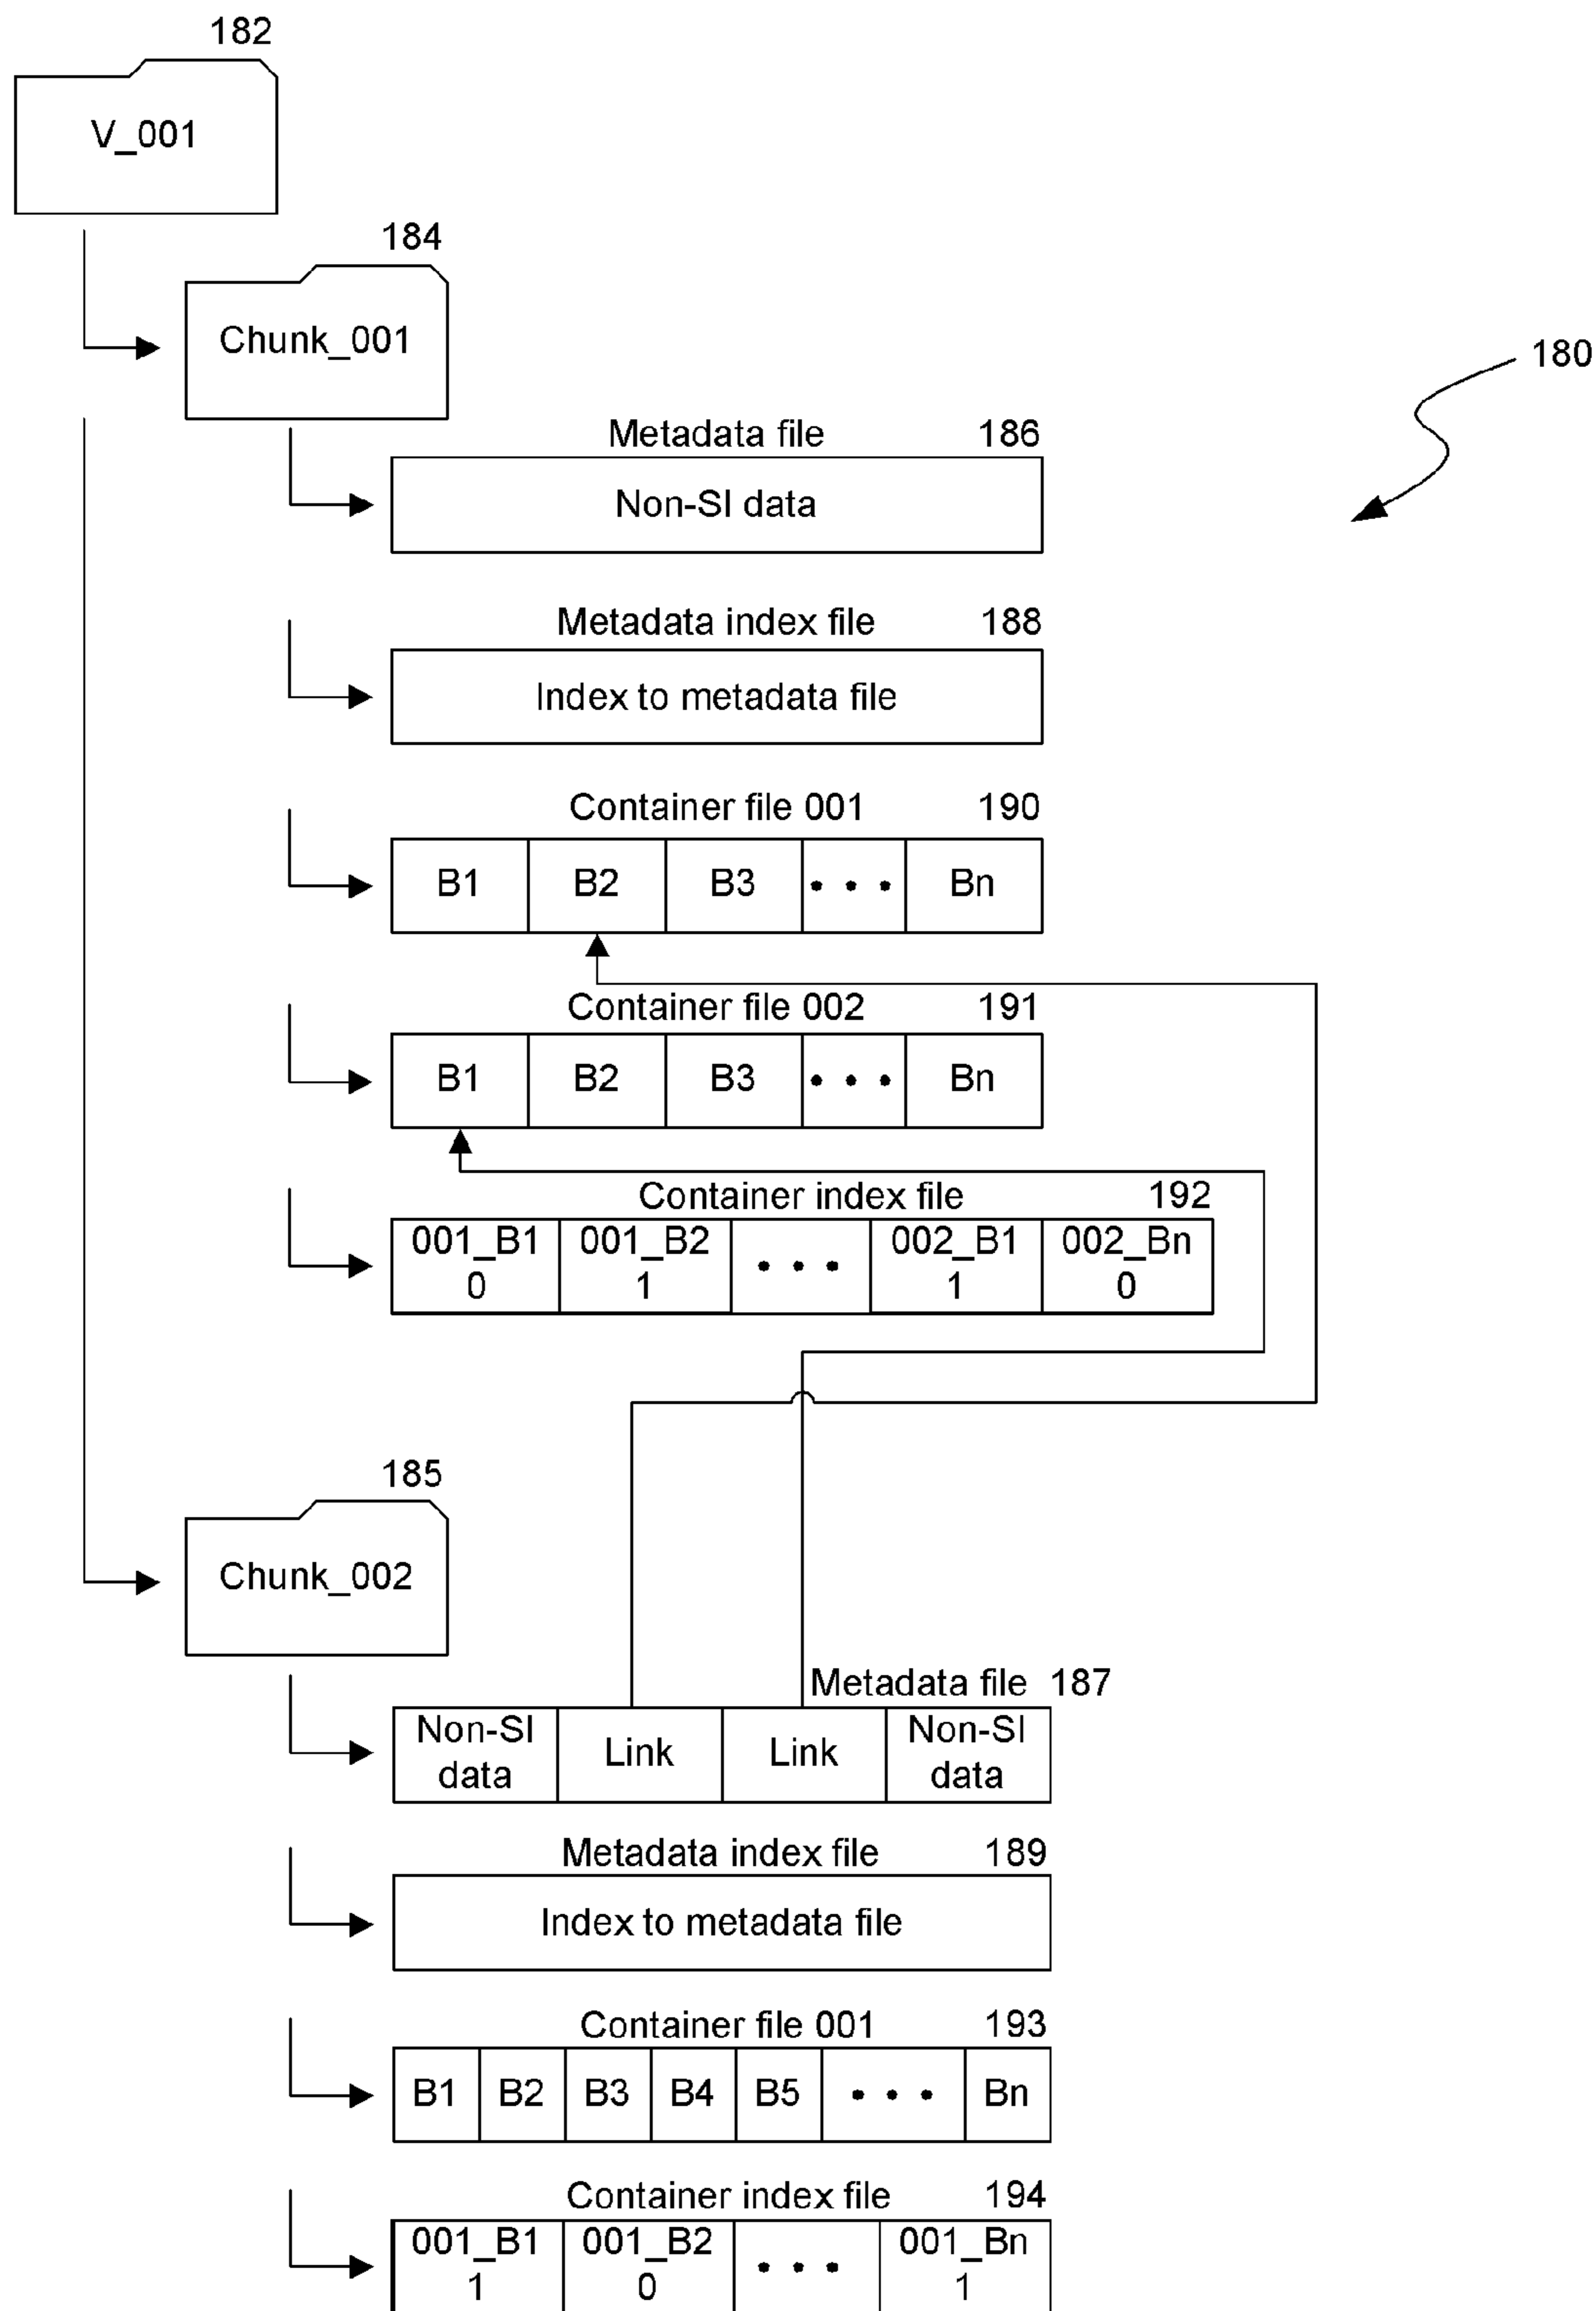 182
V_001
184
Chunk_001
180
Metadata file 186
Non-SI data
Metadata index file 188
Index to metadata file
Container file 001 190
B1 B2 B3 • • • Bn
Container file 002 191
B1 B2 B3 • • • Bn
Container index file 192
001_B1 001_B2 • • • 002_B1 002_Bn
0 1 1 0
185
Chunk_002
Metadata file 187
Non-SI Link Link Non-SI
data data
Metadata index file 189
Index to metadata file
Container file 001 193
B1 B2 B3 B4 B5 • • • Bn
Container index file 194
001_B1 001_B2 • • • 001_Bn
1 0 1